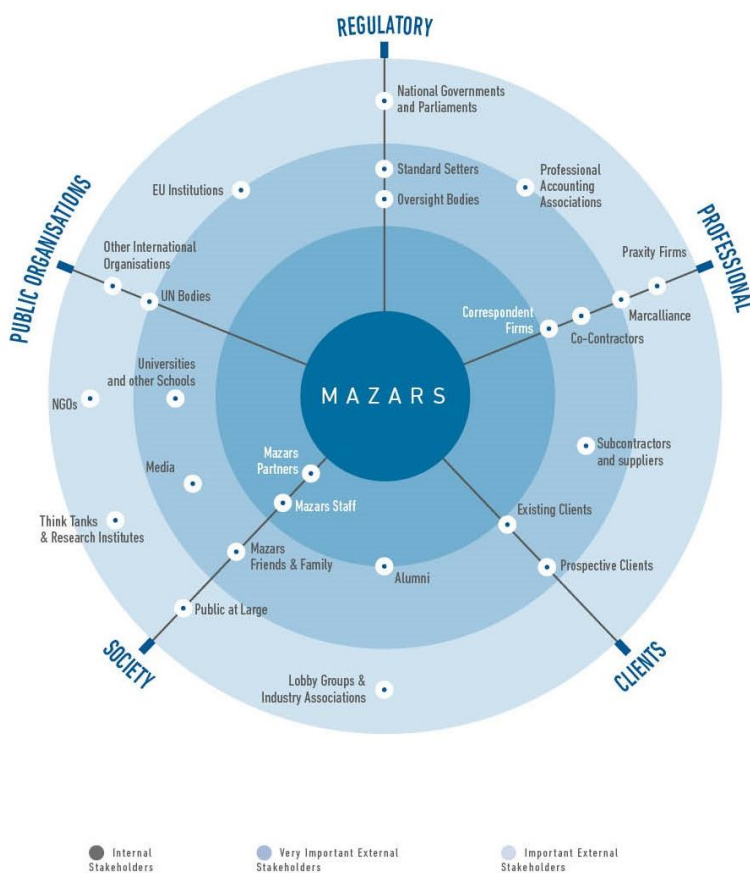 REGULATORY
National Governments
and Parliaments
Standard Setters
Oversight Bodies
Professional
Accounting
Associations
EU Institutions
PUBLIC ORGANISATIONS
Other International
Organisations
UN Bodies
PROFESSIONAL
Praxity Firms
Marcalliance
Correspondent
Firms
Co-Contractors
MAZARS
Universities
and other Schools
NGOs
Media
Think Tanks
& Research Institutes
Mazars
Partners
Mazars Staff
Mazars
Friends & Family
Public at Large
SOCIETY
Subcontractors
and suppliers
Existing Clients
Prospective Clients
CLIENTS
Alumni
Lobby Groups &
Industry Associations
Internal
Stakeholders
Very Important External
Stakeholders
Important External
Stakeholders